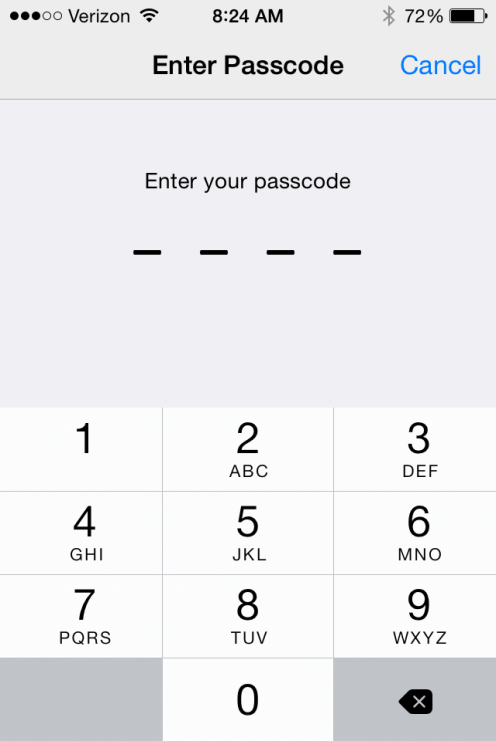 Verizon 8:24 AM 72%
Enter Passcode Cancel
Enter your passcode
1 2 3
ABC DEF
4 5 6
GHI JKL MNO
7 8 9
PQRS TUV WXYZ
0